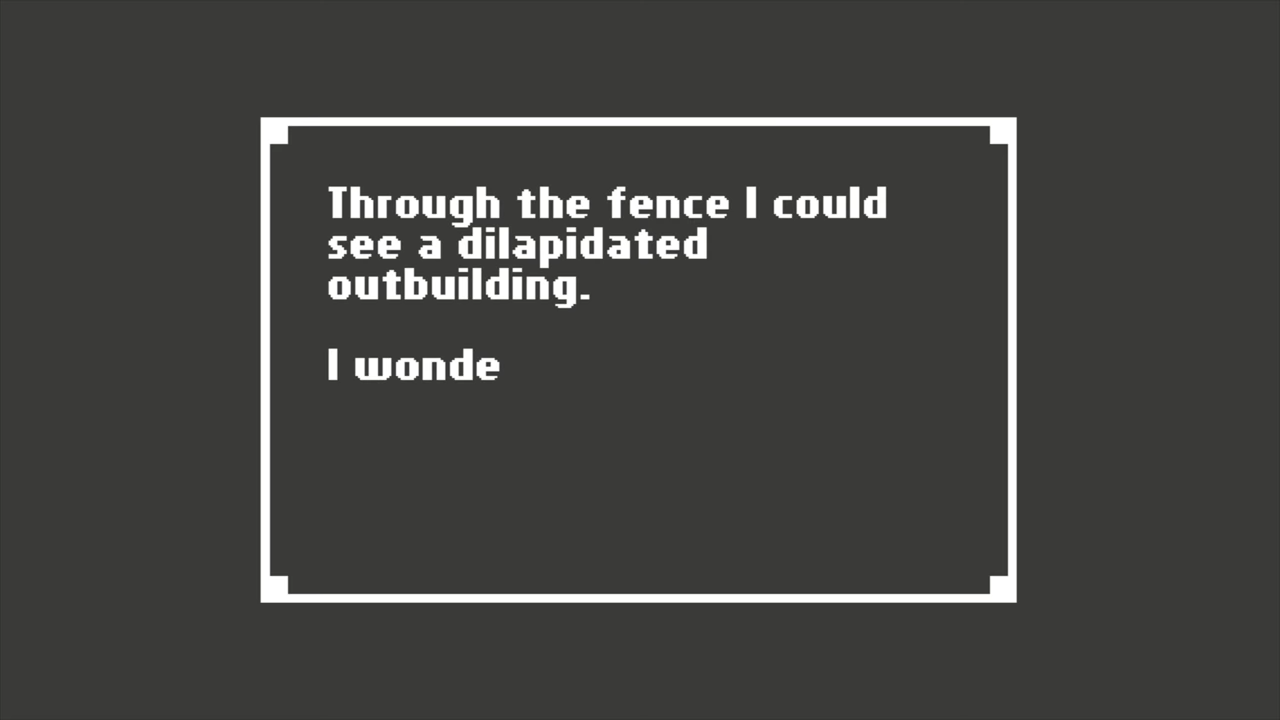 Through the fence I could
see a dilapidated
outbuilding.
I wonde